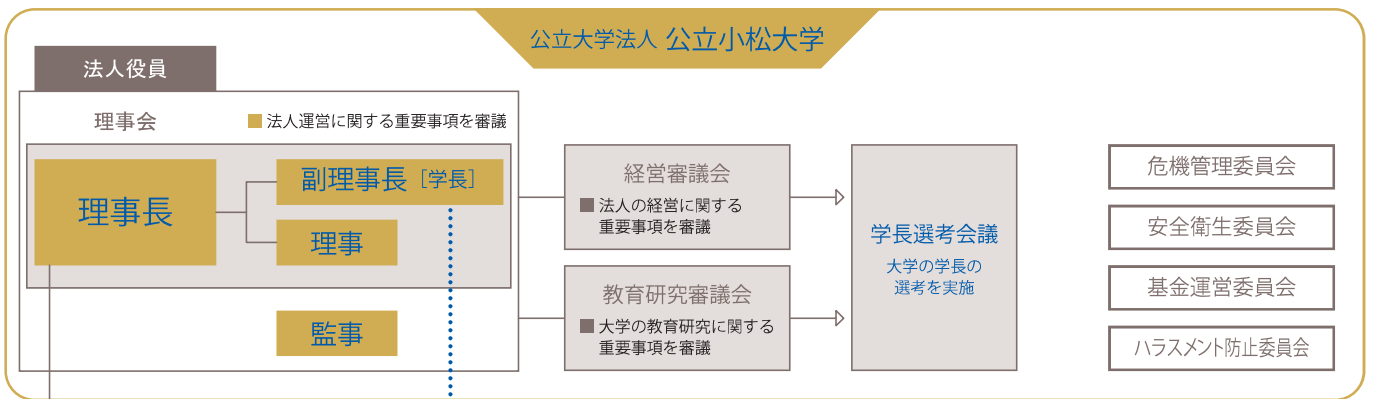 公立大学法人 公立小松大学
法人役員
理事会
■法人運営に関する重要事項を審議
理事長
副理事長［学長］
理事
監事
経営審議会
■法人の経営に関する
重要事項を審議
教育研究審議会
■大学の教育研究に関する
重要事項を審議
学長選考会議
大学の学長の
選考を実施
危機管理委員会
安全衛生委員会
基金運営委員会
ハラスメント防止委員会